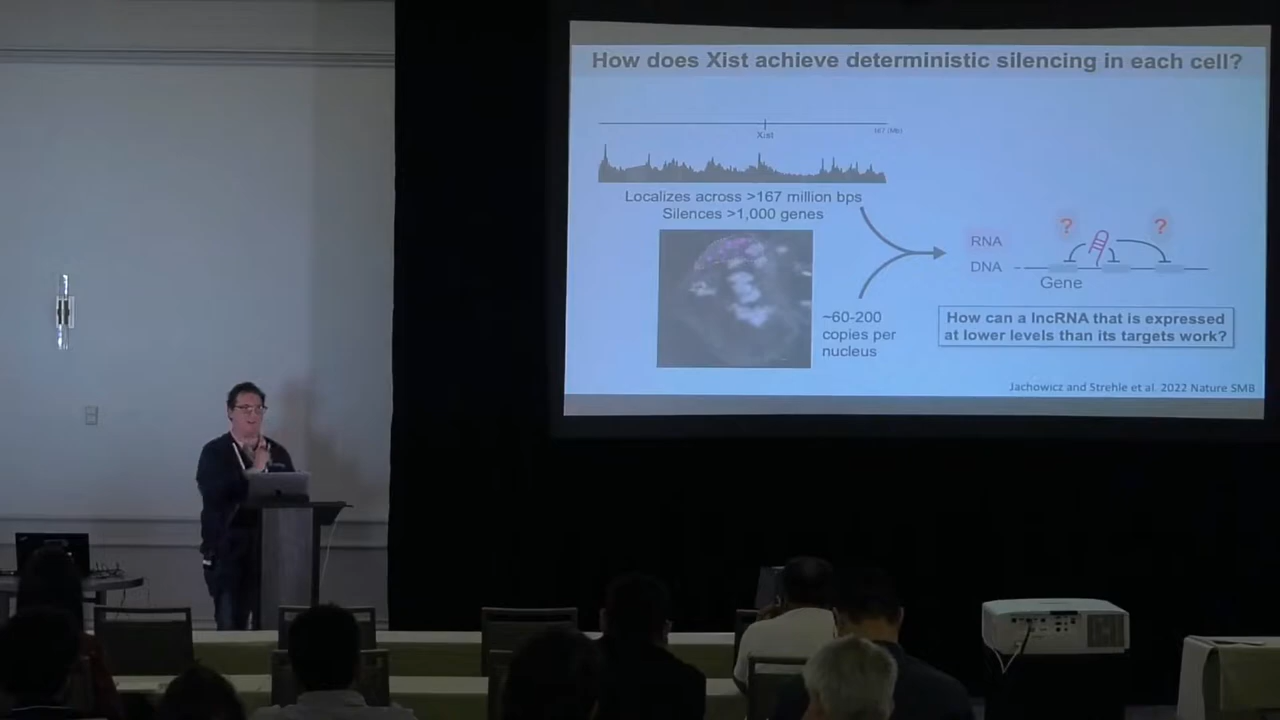 How does Xist achieve deterministic silencing in each cell?
Xist
167 (Mb)
Localizes across >167 million bps
Silences >1,000 genes
~60-200
copies per
nucleus
? ?
RNA
DNA
Gene
How can a lncRNA that is expressed
at lower levels than its targets work?
Jachowicz and Strehle et al. 2022 Nature SMB